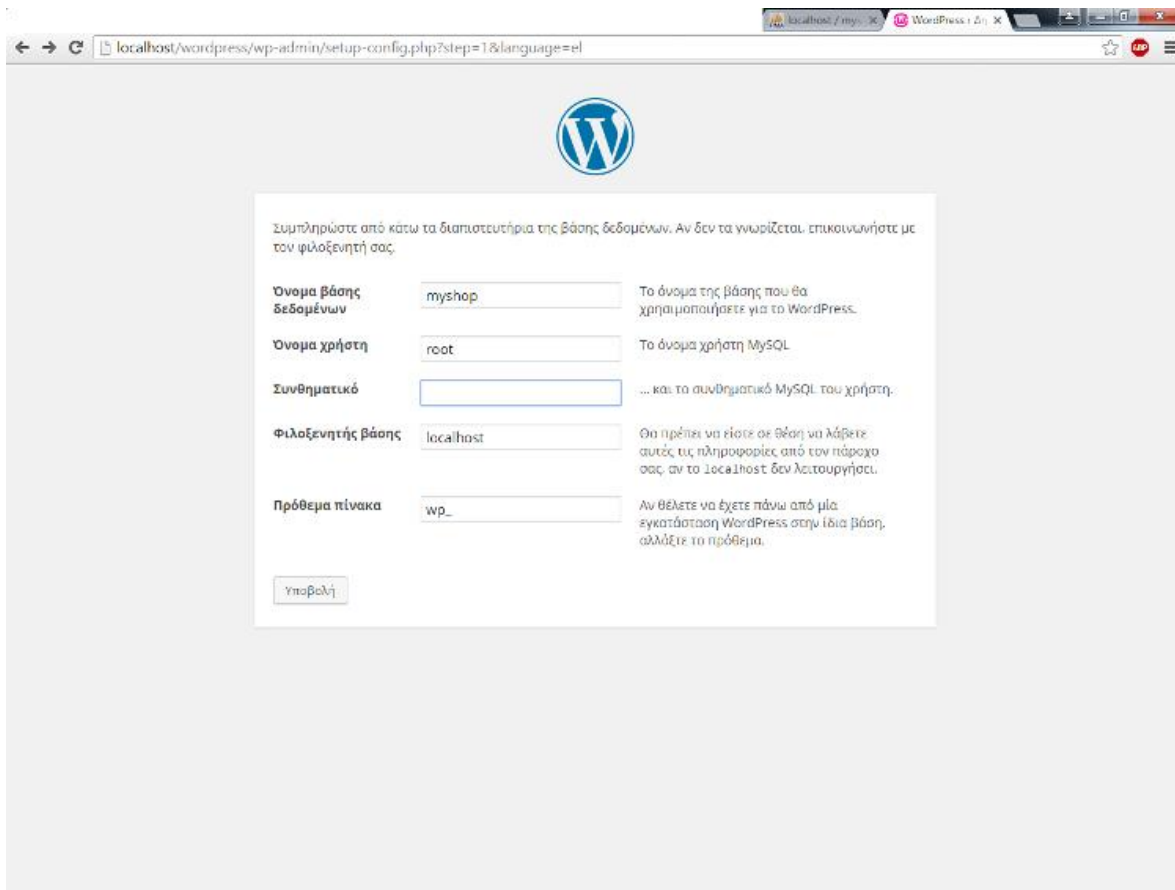 localhost / mys
WordPress › Δη
localhost/wordpress/wp-admin/setup-config.php?step=1&language=el
Συμπληρώστε από κάτω τα διαπιστευτήρια της βάσης δεδομένων. Αν δεν τα γνωρίζεται, επικοινωνήστε με
τον φιλοξενητή σας.
Όνομα βάσης
δεδομένων
myshop
Το όνομα της βάσης που θα
χρησιμοποιήσετε για το WordPress.
Όνομα χρήστη
root
Το όνομα χρήστη MySQL
Συνθηματικό
... και το συνθηματικό MySQL του χρήστη.
Φιλοξενητής βάσης
localhost
Θα πρέπει να είστε σε θέση να λάβετε
αυτές τις πληροφορίες από τον πάροχο
σας, αν το localhost δεν λειτουργήσει.
Πρόθεμα πίνακα
wp_
Αν θέλετε να έχετε πάνω από μία
εγκατάσταση WordPress στην ίδια βάση,
αλλάξτε το πρόθεμα.
Υποβολή